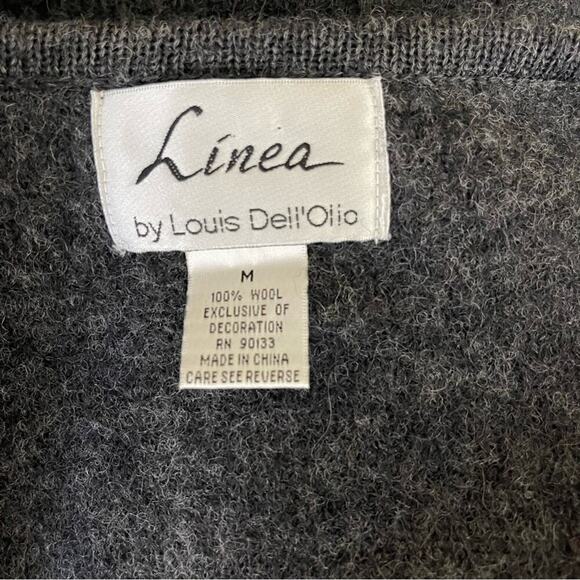 Linea
by Louis Dell'Olio
M
100% WOOL
EXCLUSIVE OF
DECORATION
RN 90133
MADE IN CHINA
CARE SEE REVERSE